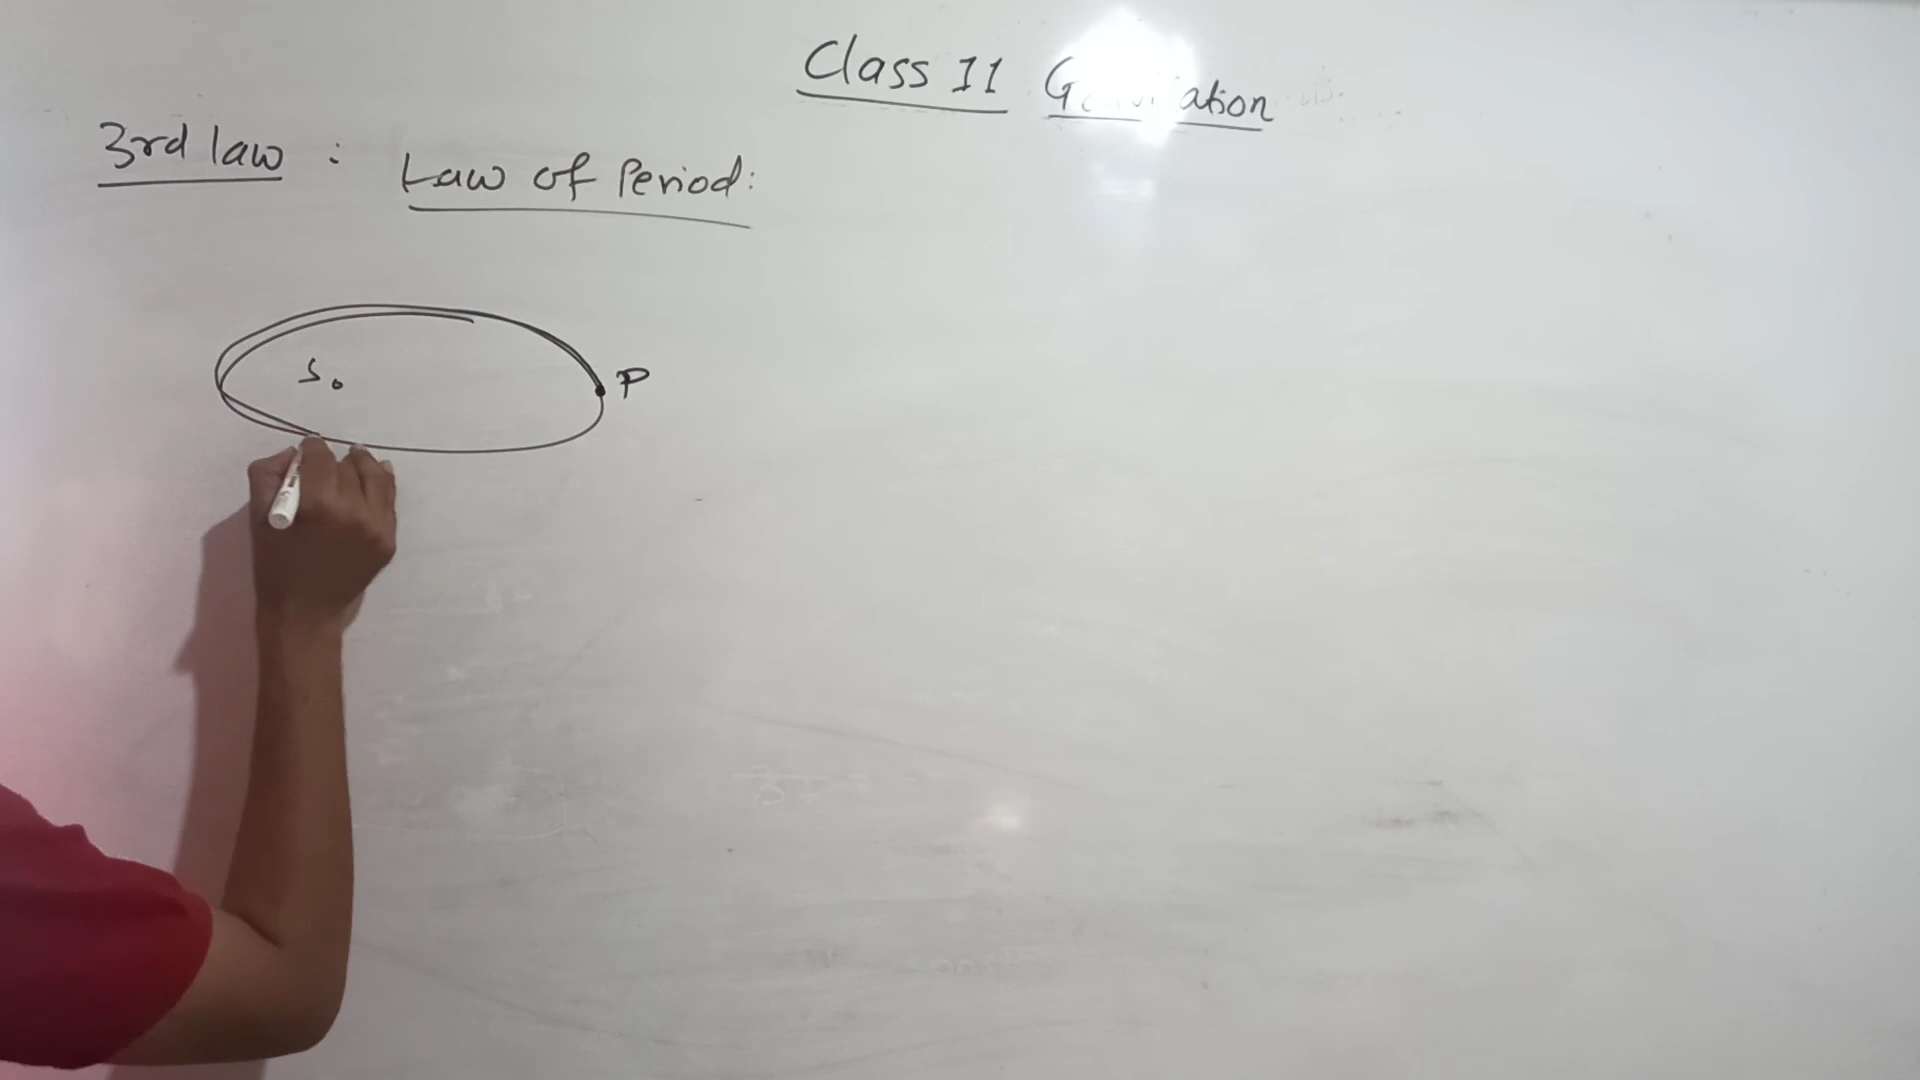 Class 11
3rd law : Law of Period:
S
P